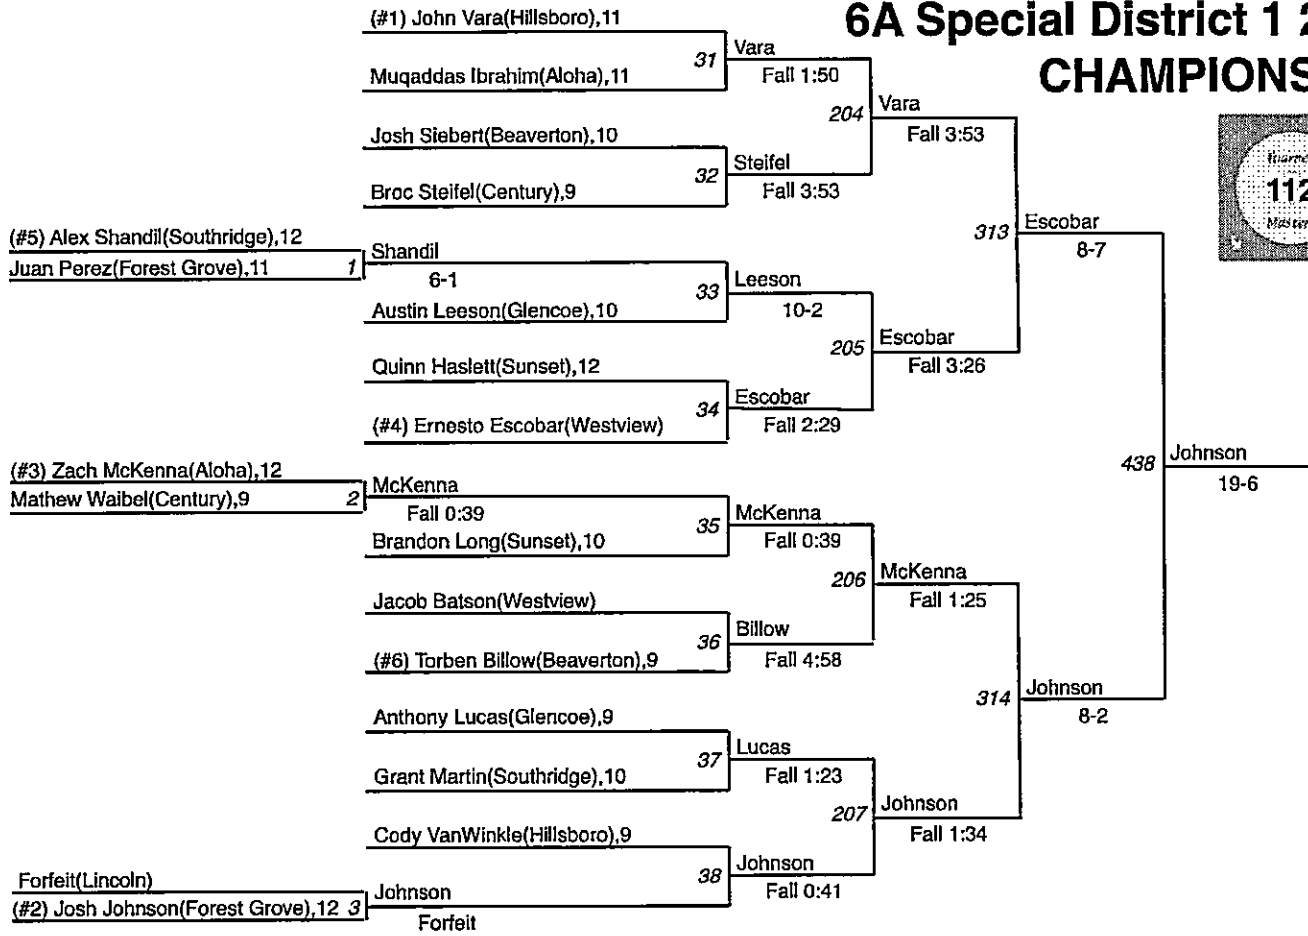 6A Special District 1 2
CHAMPIONS
112
(#1) John Vara(Hillsboro),11
31 Vara
Muqaddas Ibrahim(Aloha),11
Fall 1:50
204 Vara
Josh Siebert(Beaverton),10
Fall 3:53
32 Steifel
Broc Steifel(Century),9
Fall 3:53
313 Escobar
8-7
(#5) Alex Shandil(Southridge),12
Juan Perez(Forest Grove),11 1
Shandil
6-1
33 Leeson
Austin Leeson(Glencoe),10
10-2
205 Escobar
Quinn Haslett(Sunset),12
Fall 3:26
34 Escobar
(#4) Ernesto Escobar(Westview)
Fall 2:29
438 Johnson
19-6
(#3) Zach McKenna(Aloha),12
Mathew Waibel(Century),9 2
McKenna
Fall 0:39
35 McKenna
Brandon Long(Sunset),10
Fall 0:39
206 McKenna
Jacob Batson(Westview)
Fall 1:25
36 Billow
(#6) Torben Billow(Beaverton),9
Fall 4:58
314 Johnson
8-2
Anthony Lucas(Glencoe),9
37 Lucas
Grant Martin(Southridge),10
Fall 1:23
207 Johnson
Cody VanWinkle(Hillsboro),9
Fall 1:34
38 Johnson
Fall 0:41
Forfeit(Lincoln)
(#2) Josh Johnson(Forest Grove),12 3
Johnson
Forfeit